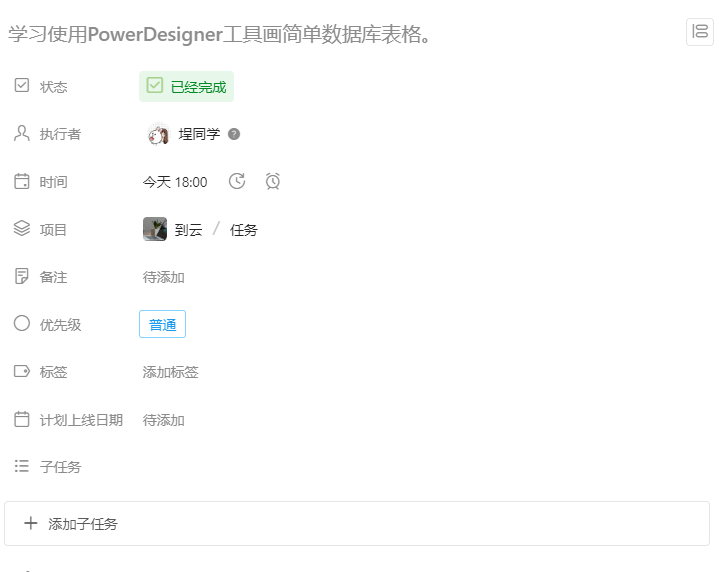 学习使用PowerDesigner工具画简单数据库表格。
状态 已经完成
执行者 埕同学 ?
时间 今天 18:00
项目 到云 / 任务
备注 待添加
优先级 普通
标签 添加标签
计划上线日期 待添加
子任务
添加子任务